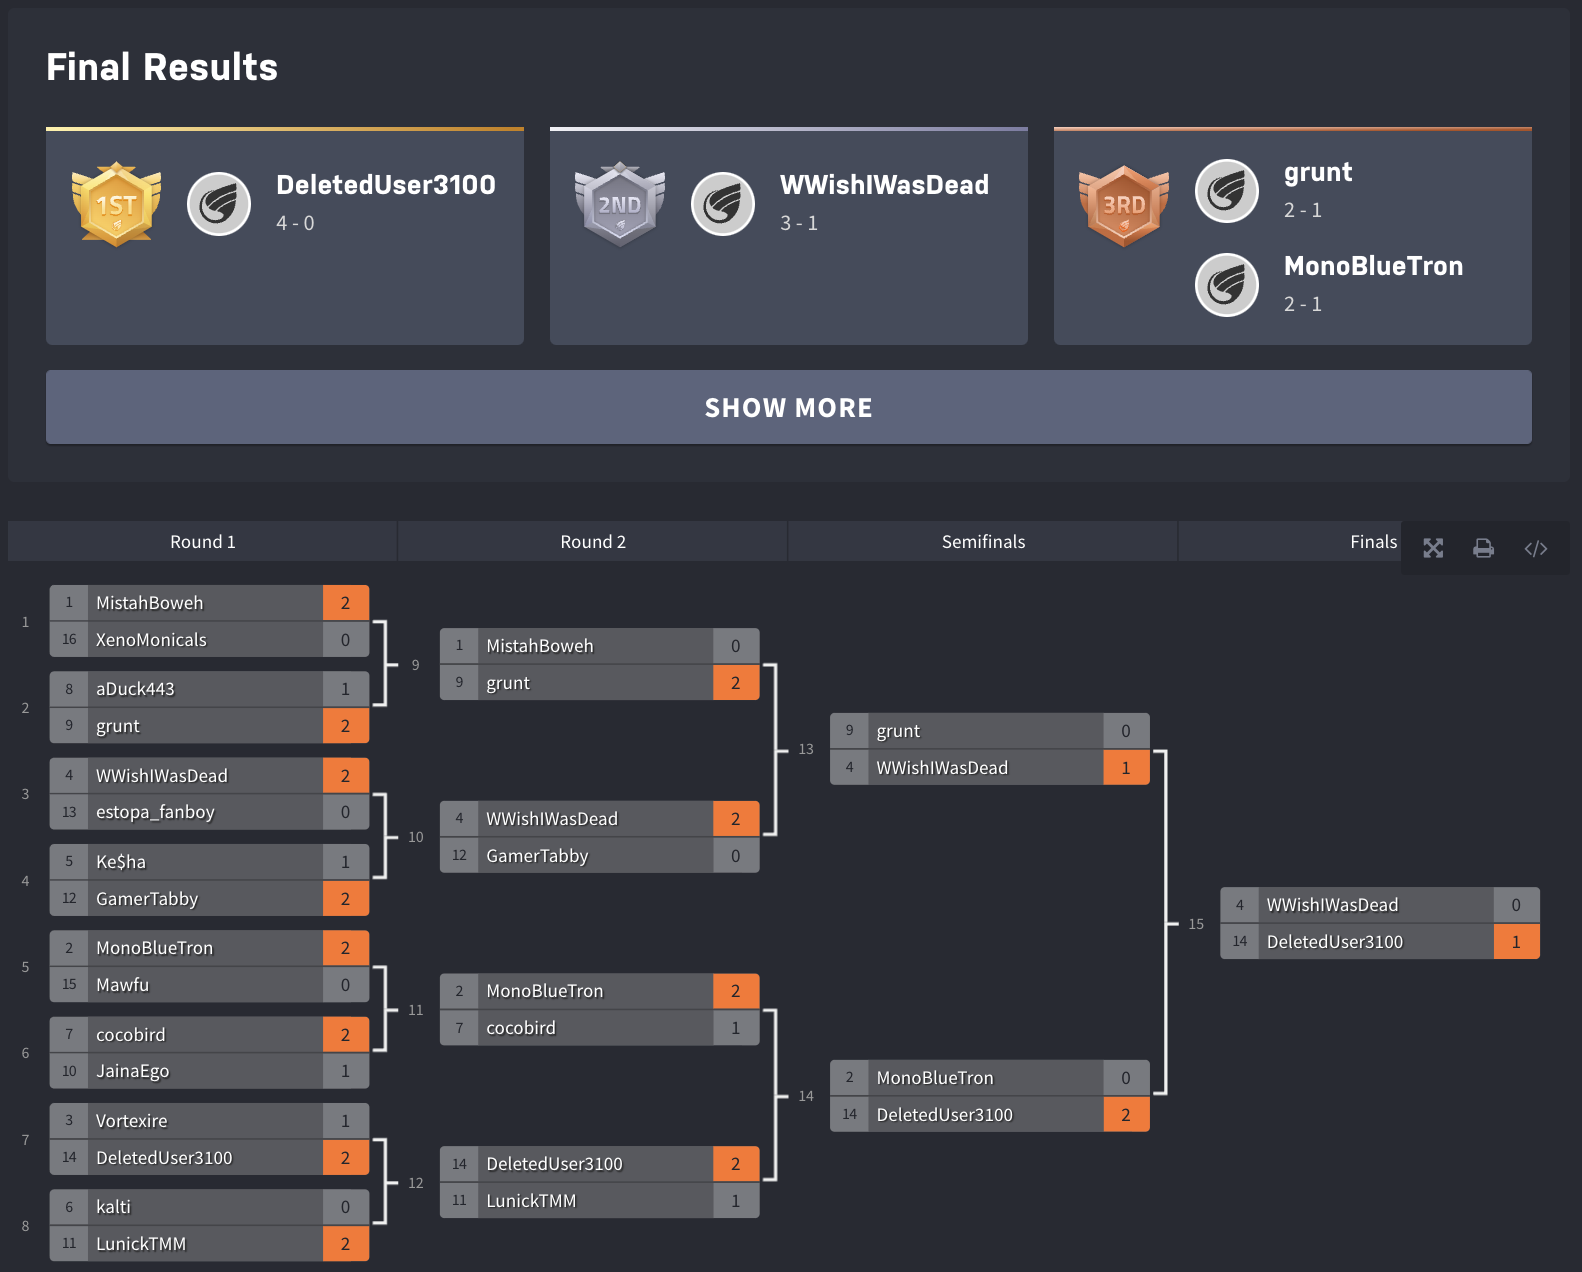 Final Results
1ST
DeletedUser3100
4 - 0
2ND
WWishIWasDead
3 - 1
3RD
grunt
2 - 1
MonoBlueTron
2 - 1
SHOW MORE
Round 1
Round 2
Semifinals
Finals
</>
1
1 MistahBoweh 2
16 XenoMonicals 0
2
8 aDuck443 1
9 grunt 2
3
4 WWishIWasDead 2
13 estopa_fanboy 0
4
5 Ke$ha 1
12 GamerTabby 2
5
2 MonoBlueTron 2
15 Mawfu 0
6
7 cocobird 2
10 JainaEgo 1
7
3 Vortexire 1
14 DeletedUser3100 2
8
6 kalti 0
11 LunickTMM 2
9
1 MistahBoweh 0
9 grunt 2
10
4 WWishIWasDead 2
12 GamerTabby 0
11
2 MonoBlueTron 2
7 cocobird 1
12
14 DeletedUser3100 2
11 LunickTMM 1
13
9 grunt 0
4 WWishIWasDead 1
14
2 MonoBlueTron 0
14 DeletedUser3100 2
15
4 WWishIWasDead 0
14 DeletedUser3100 1